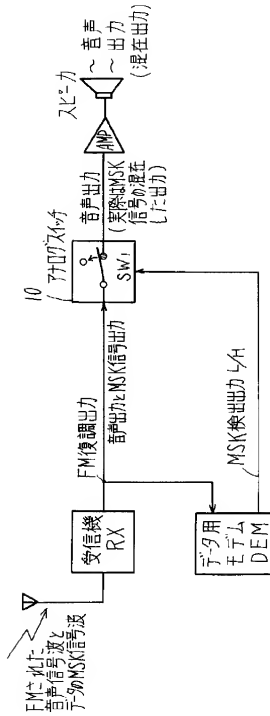 FMされた
音声信号波と
データのMSK信号波
受信機
RX
FM復調出力
音声出力とMSK信号出力
データ用
モデム
DEM
MSK検出出力 L/H
10
アナログスイッチ
SW1
音声出力
(実際はMSK
信号の混在
した出力)
AMP
スピーカ
~音声
~出力
(混在出力)